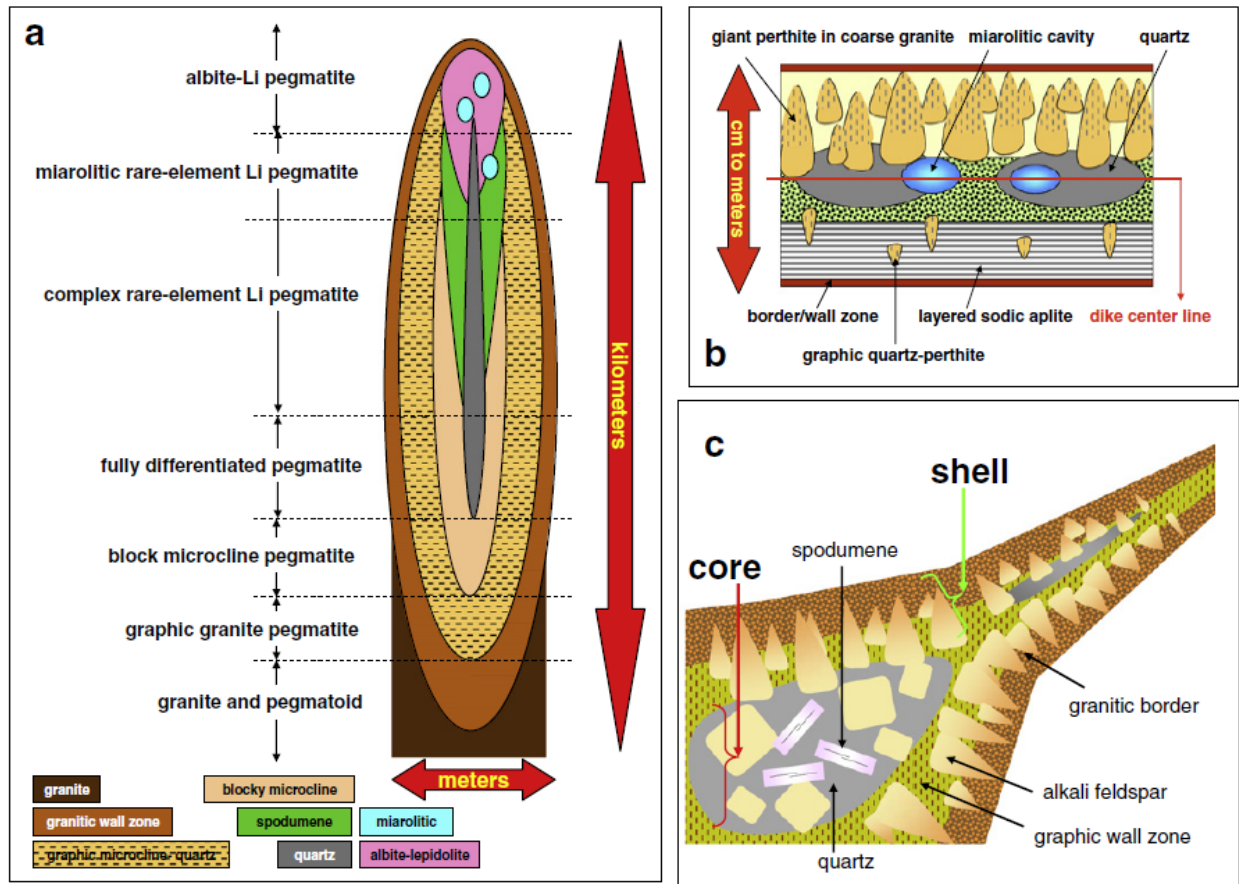 a
albite-Li pegmatite
miarolitic rare-element Li pegmatite
complex rare-element Li pegmatite
fully differentiated pegmatite
block microcline pegmatite
graphic granite pegmatite
granite and pegmatoid
kilometers
meters
granite
blocky microcline
granitic wall zone
spodumene
miarolitic
graphic microcline- quartz
quartz
albite-lepidolite
giant perthite in coarse granite
miarolitic cavity
quartz
cm to meters
border/wall zone
layered sodic aplite
dike center line
graphic quartz-perthite
b
c
shell
spodumene
core
granitic border
alkali feldspar
graphic wall zone
quartz